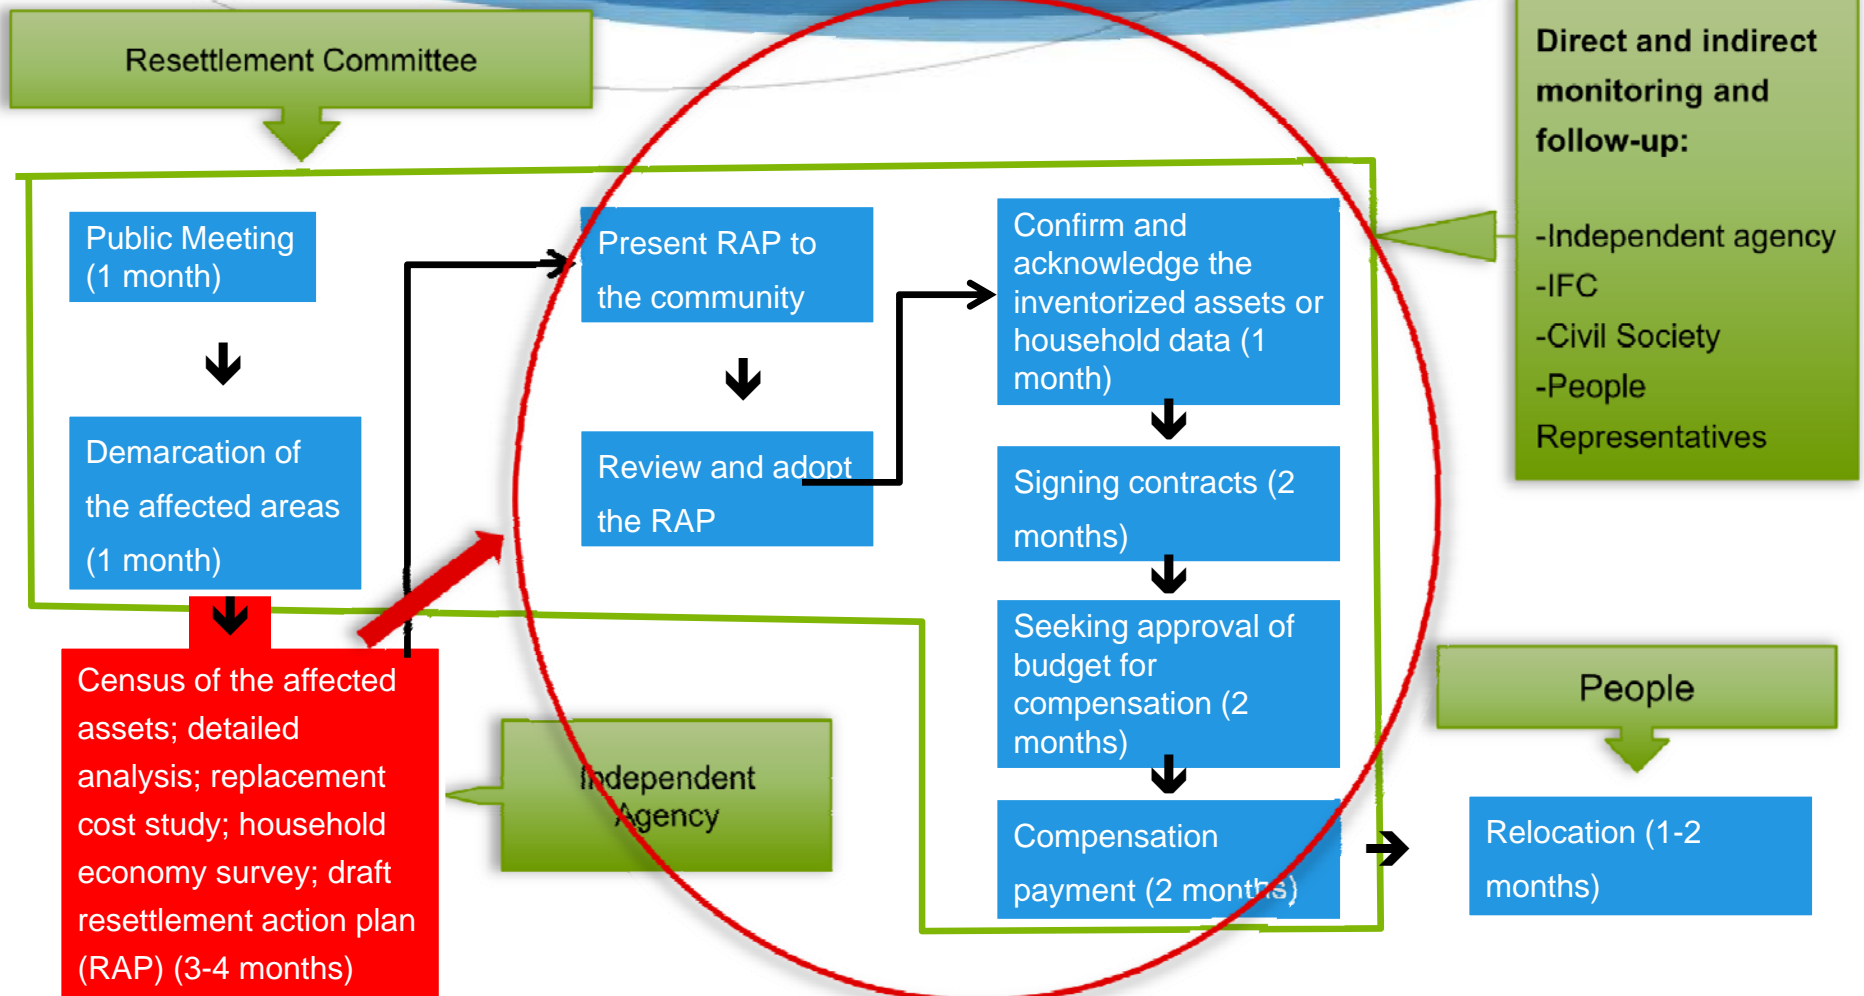 Resettlement Committee
Direct and indirect
monitoring and
follow-up:
-Independent agency
-IFC
-Civil Society
-People
Representatives
Public Meeting
(1 month)
Demarcation of
the affected areas
(1 month)
Census of the affected
assets; detailed
analysis; replacement
cost study; household
economy survey; draft
resettlement action plan
(RAP) (3-4 months)
Independent
Agency
Present RAP to
the community
Review and adopt
the RAP
Confirm and
acknowledge the
inventorized assets or
household data (1
month)
Signing contracts (2
months)
Seeking approval of
budget for
compensation (2
months)
Compensation
payment (2 months)
People
Relocation (1-2
months)